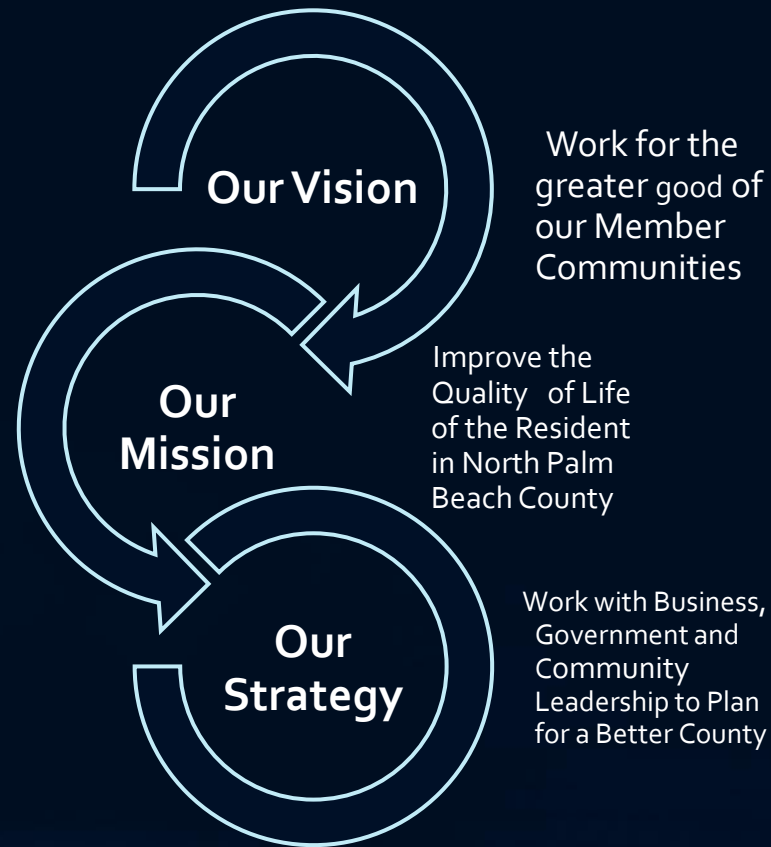 Our Vision
Work for the
greater good of
our Member
Communities
Our
Mission
Improve the
Quality of Life
of the Resident
in North Palm
Beach County
Our
Strategy
Work with Business,
Government and
Community
Leadership to Plan
for a Better County